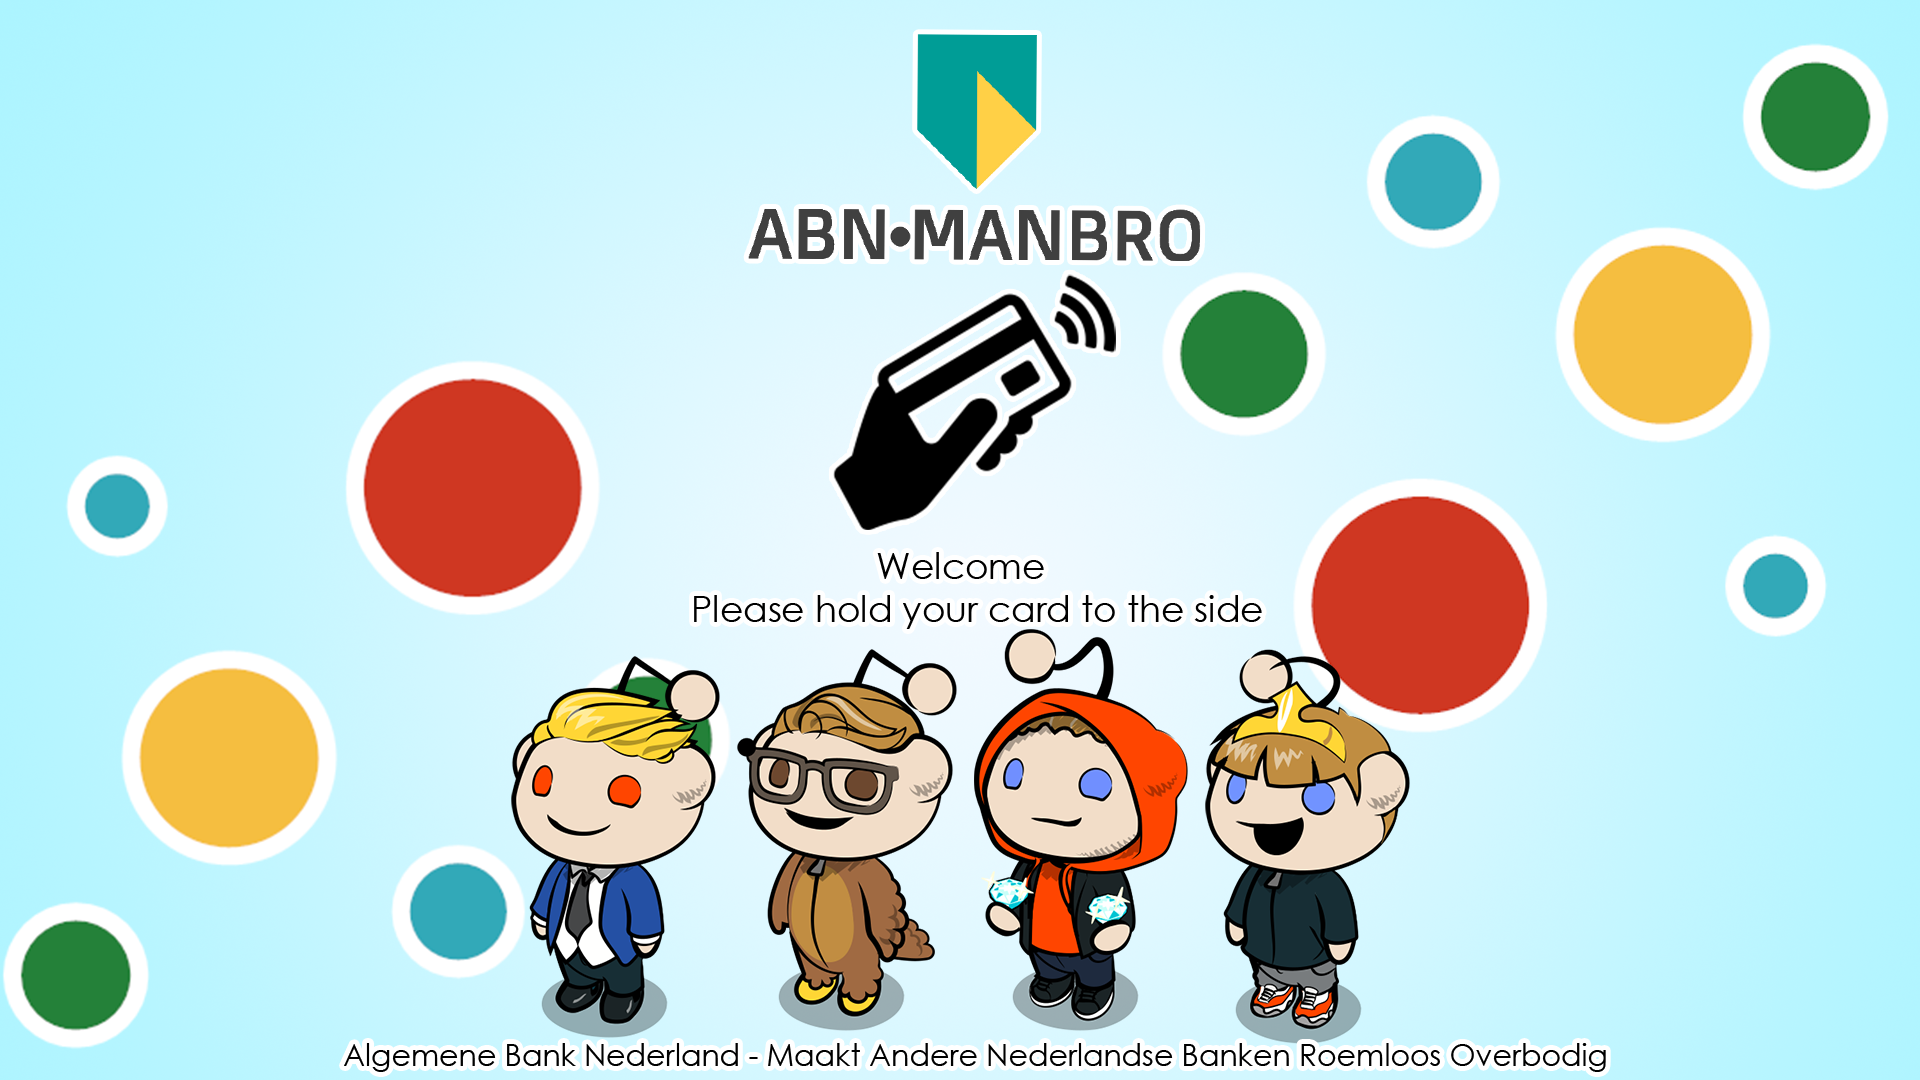 ABN•MANBRO
Welcome
Please hold your card to the side
Algemene Bank Nederland - Maakt Andere Nederlandse Banken Roemloos Overbodig